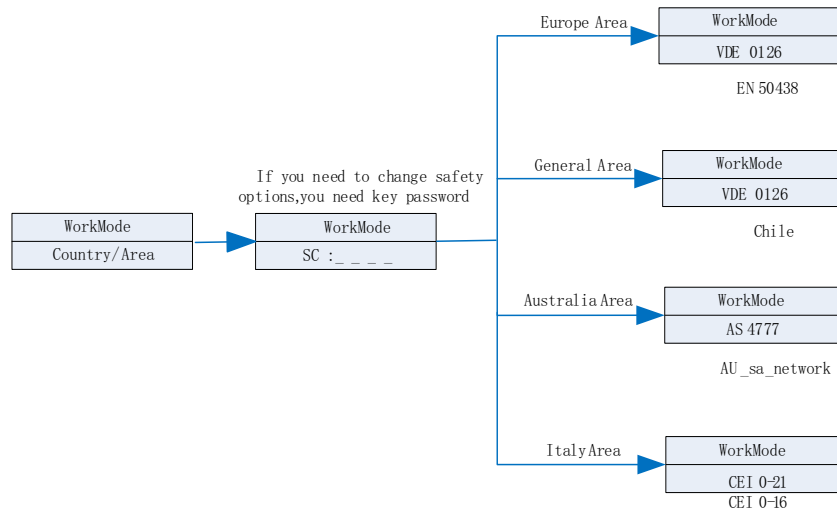 Europe Area
WorkMode
VDE 0126
EN 50438
General Area
WorkMode
VDE 0126
Chile
If you need to change safety
options,you need key password
WorkMode
Country/Area
WorkMode
SC :_ _ _ _
Australia Area
WorkMode
AS 4777
AU_sa_network
Italy Area
WorkMode
CEI 0-21
CEI 0-16